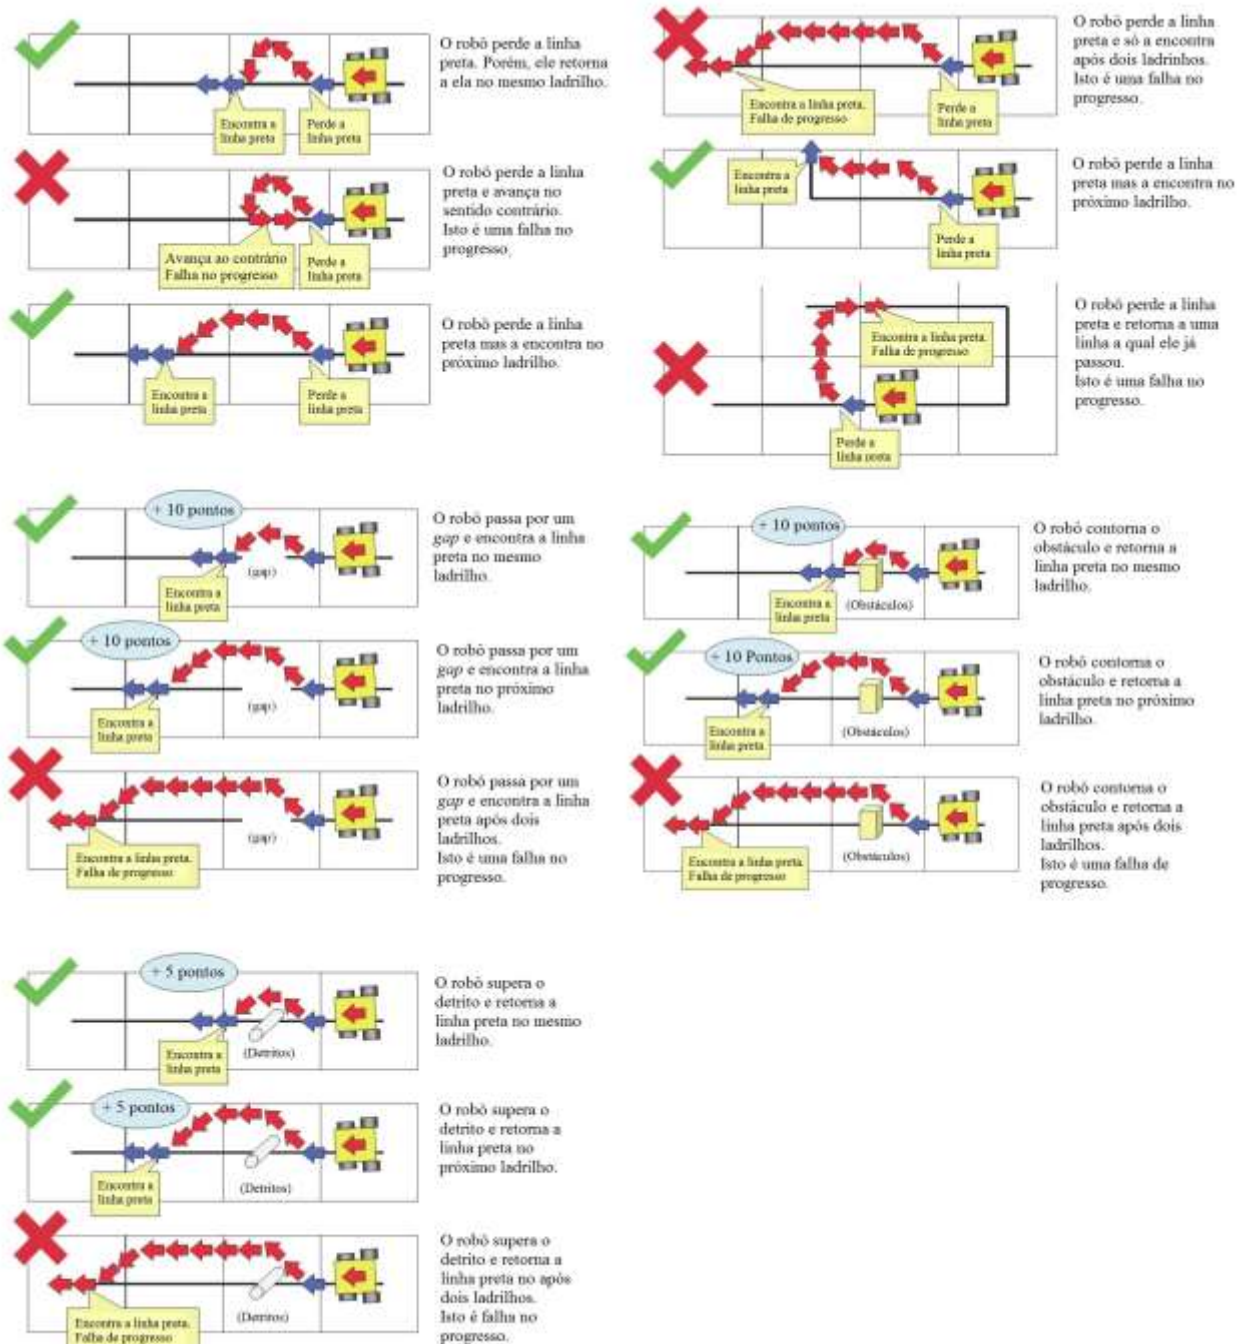 O robô perde a linha
preta. Porém, ele retorna
a ela no mesmo ladrilho.
Encontra a
linha preta
Perde a
linha preta
O robô perde a linha
preta e avança no
sentido contrário.
Isto é uma falha no
progresso.
Avança ao contrário
Falha no progresso
Perde a
linha preta
O robô perde a linha
preta mas a encontra no
próximo ladrilho.
Encontra a
linha preta
Perde a
linha preta
O robô perde a linha
preta e só a encontra
após dois ladrinhos.
Isto é uma falha no
progresso.
Encontra a linha preta.
Falha de progresso
Perde a
linha preta
O robô perde a linha
preta mas a encontra no
próximo ladrilho.
Encontra a
linha preta
Perde a
linha preta
O robô perde a linha
preta e retorna a uma
linha a qual ele já
passou.
Isto é uma falha no
progresso.
Encontra a linha preta.
Falha de progresso
Perde a
linha preta
+ 10 pontos
O robô passa por um
gap e encontra a linha
preta no mesmo
ladrilho.
(gap)
Encontra a
linha preta
+ 10 pontos
O robô passa por um
gap e encontra a linha
preta no próximo
ladrilho.
(gap)
Encontra a
linha preta
O robô passa por um
gap e encontra a linha
preta após dois
ladrilhos.
Isto é uma falha no
progresso.
(gap)
Encontra a linha preta.
Falha de progresso
+ 10 pontos
O robô contorna o
obstáculo e retorna a
linha preta no mesmo
ladrilho.
Encontra a
linha preta
(Obstáculos)
+ 10 Pontos
O robô contorna o
obstáculo e retorna a
linha preta no próximo
ladrilho.
Encontra a
linha preta
(Obstáculos)
O robô contorna o
obstáculo e retorna a
linha preta após dois
ladrilhos.
Isto é uma falha de
progresso.
(Obstáculos)
Encontra a linha preta
Falha de progresso
+ 5 pontos
O robô supera o
detrito e retorna a
linha preta no mesmo
ladrilho.
Encontra a
linha preta
(Detritos)
+ 5 pontos
O robô supera o
detrito e retorna a
linha preta no
próximo ladrilho.
Encontra a
linha preta
(Detritos)
O robô supera o
detrito e retorna a
linha preta no após
dois ladrilhos.
Isto é falha no
progresso.
(Detritos)
Encontra a linha preta.
Falha de progresso